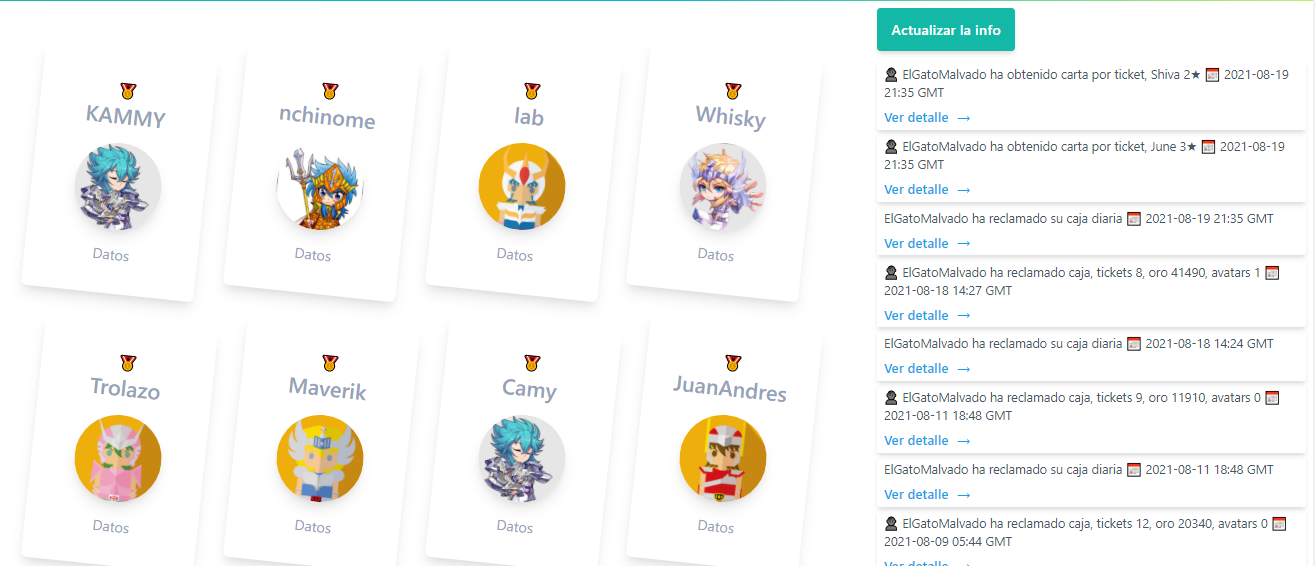 KAMMY
nchinome
lab
Whisky
Datos
Datos
Datos
Datos
Trolazo
Maverik
Camy
JuanAndres
Datos
Datos
Datos
Datos
Actualizar la info
ElGatoMalvado ha obtenido carta por ticket, Shiva 2★ 2021-08-19
21:35 GMT
Ver detalle →
ElGatoMalvado ha obtenido carta por ticket, June 3★ 2021-08-19
21:35 GMT
Ver detalle →
ElGatoMalvado ha reclamado su caja diaria 2021-08-19 21:35 GMT
Ver detalle →
ElGatoMalvado ha reclamado caja, tickets 8, oro 41490, avatars 1
2021-08-18 14:27 GMT
Ver detalle →
ElGatoMalvado ha reclamado su caja diaria 2021-08-18 14:24 GMT
Ver detalle →
ElGatoMalvado ha reclamado caja, tickets 9, oro 11910, avatars 0
2021-08-11 18:48 GMT
Ver detalle →
ElGatoMalvado ha reclamado su caja diaria 2021-08-11 18:48 GMT
Ver detalle →
ElGatoMalvado ha reclamado caja, tickets 12, oro 20340, avatars 0
2021-08-09 05:44 GMT
Ver detalle →